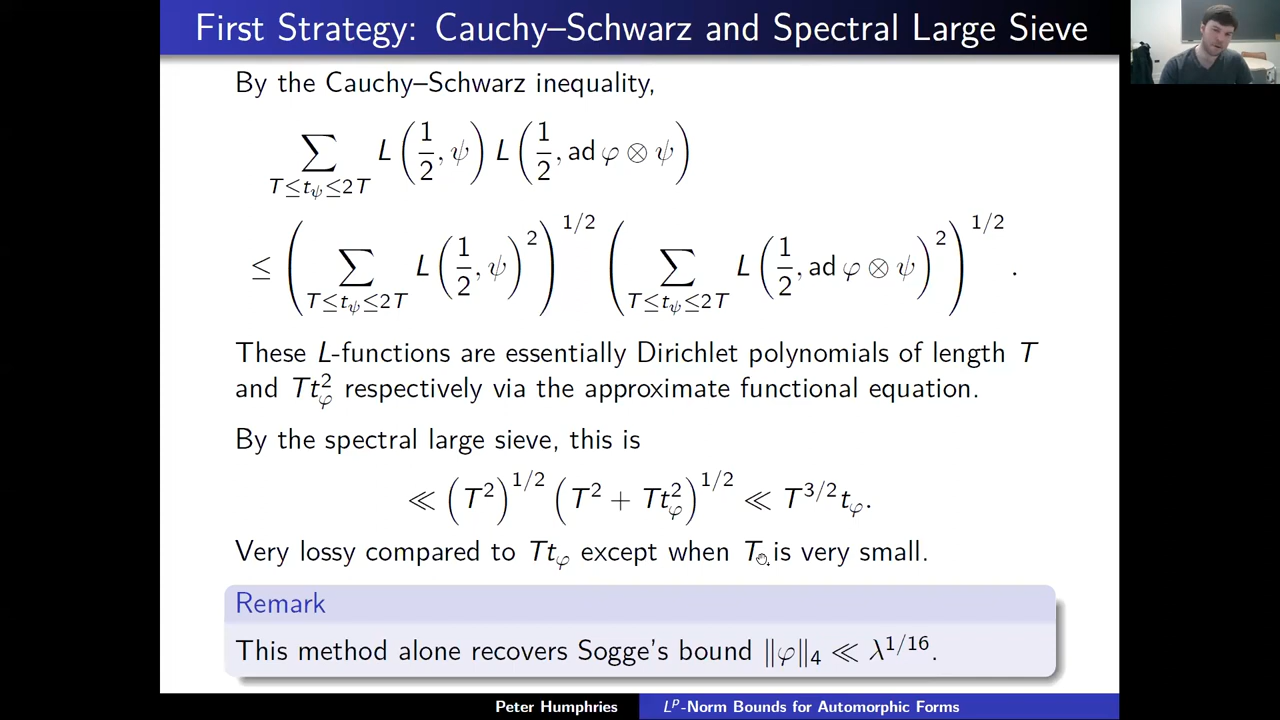 First Strategy: Cauchy–Schwarz and Spectral Large Sieve
By the Cauchy–Schwarz inequality,
∑_{T≤t_ψ≤2T} L(1/2, ψ) L(1/2, ad φ ⊗ ψ)
≤ (∑_{T≤t_ψ≤2T} L(1/2, ψ)^2)^{1/2} (∑_{T≤t_ψ≤2T} L(1/2, ad φ ⊗ ψ)^2)^{1/2}.
These L-functions are essentially Dirichlet polynomials of length T
and Tt_φ^2 respectively via the approximate functional equation.
By the spectral large sieve, this is
≪ (T^2)^{1/2} (T^2 + Tt_φ^2)^{1/2} ≪ T^{3/2} t_φ.
Very lossy compared to Tt_φ except when T is very small.
Remark
This method alone recovers Sogge's bound ‖φ‖_4 ≪ λ^{1/16}.
Peter Humphries L^p-Norm Bounds for Automorphic Forms